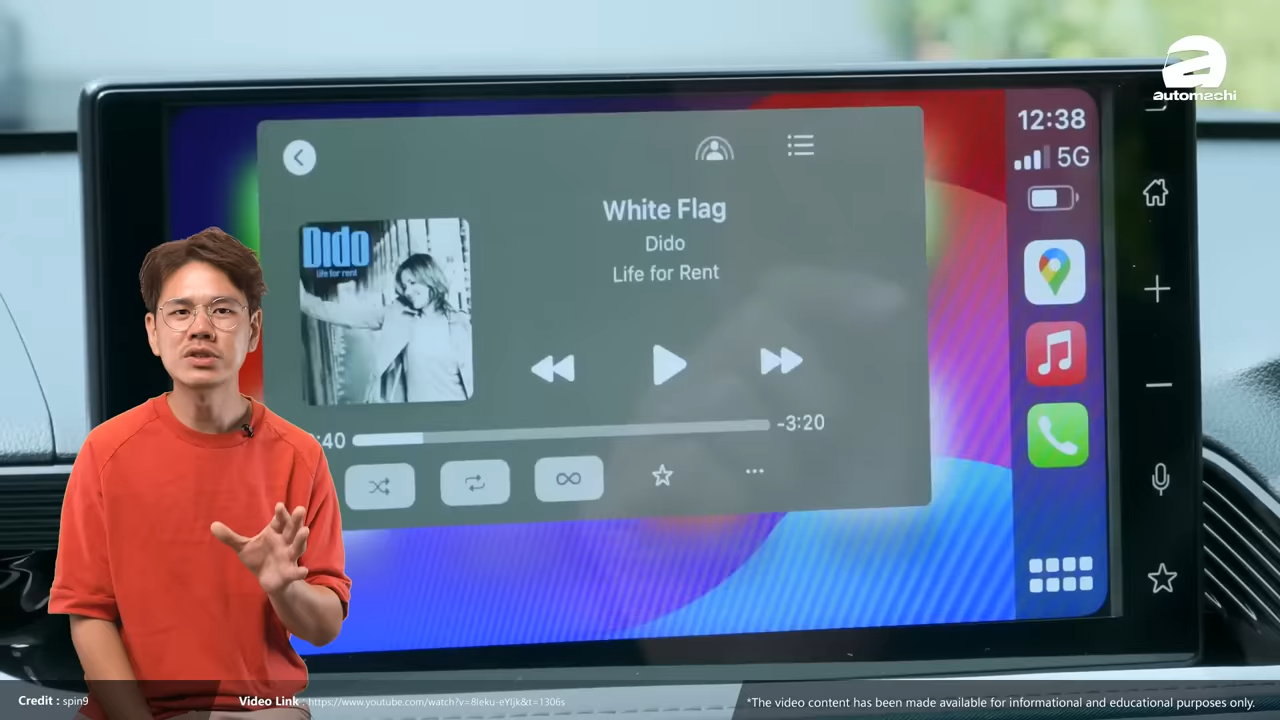 automachi
12:38
5G
White Flag
Dido
Life for Rent
Dido
life for rent
:40
-3:20
Credit : spin9
Video Link : https://www.youtube.com/watch?v=8leku-eYIjk&t=1306s
*The video content has been made available for informational and educational purposes only.